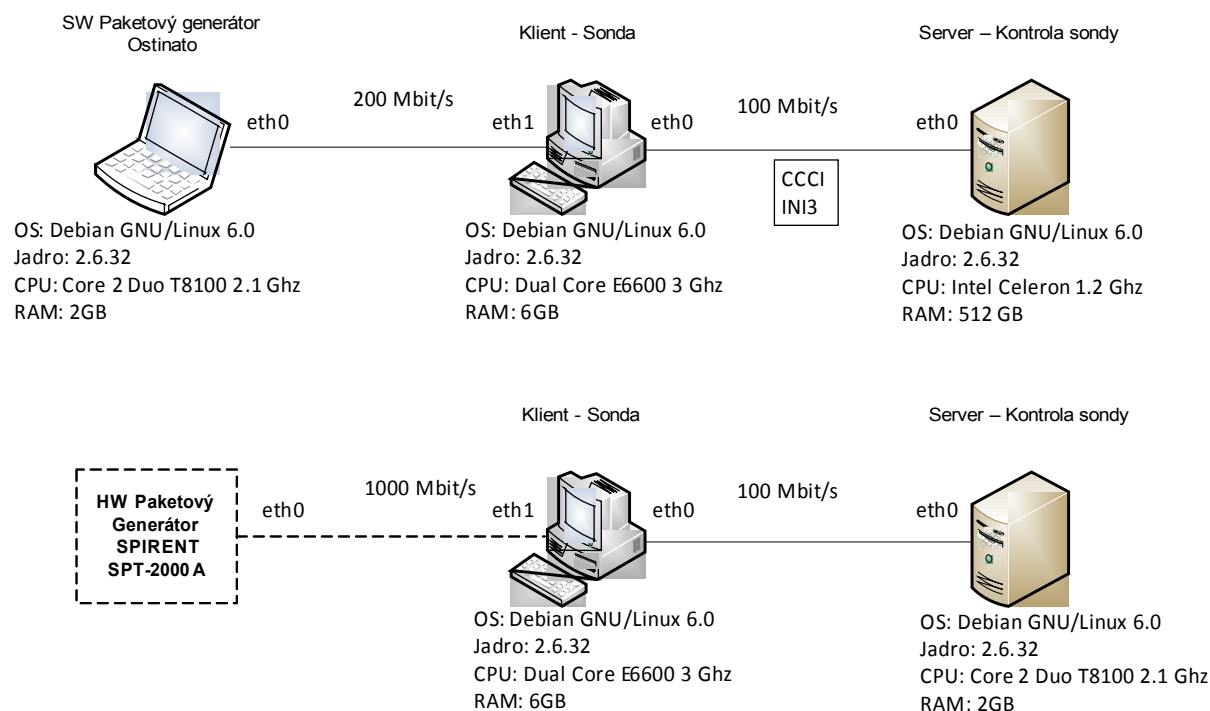 SW Paketový generátor
Ostinato
Klient - Sonda
Server – Kontrola sondy
200 Mbit/s
100 Mbit/s
eth0
eth1
eth0
eth0
CCCI
INI3
OS: Debian GNU/Linux 6.0
Jadro: 2.6.32
CPU: Core 2 Duo T8100 2.1 Ghz
RAM: 2GB
OS: Debian GNU/Linux 6.0
Jadro: 2.6.32
CPU: Dual Core E6600 3 Ghz
RAM: 6GB
OS: Debian GNU/Linux 6.0
Jadro: 2.6.32
CPU: Intel Celeron 1.2 Ghz
RAM: 512 GB
Klient - Sonda
Server – Kontrola sondy
HW Paketový
Generátor
SPIRENT
SPT-2000 A
1000 Mbit/s
100 Mbit/s
eth0
eth1
eth0
eth0
OS: Debian GNU/Linux 6.0
Jadro: 2.6.32
CPU: Dual Core E6600 3 Ghz
RAM: 6GB
OS: Debian GNU/Linux 6.0
Jadro: 2.6.32
CPU: Core 2 Duo T8100 2.1 Ghz
RAM: 2GB